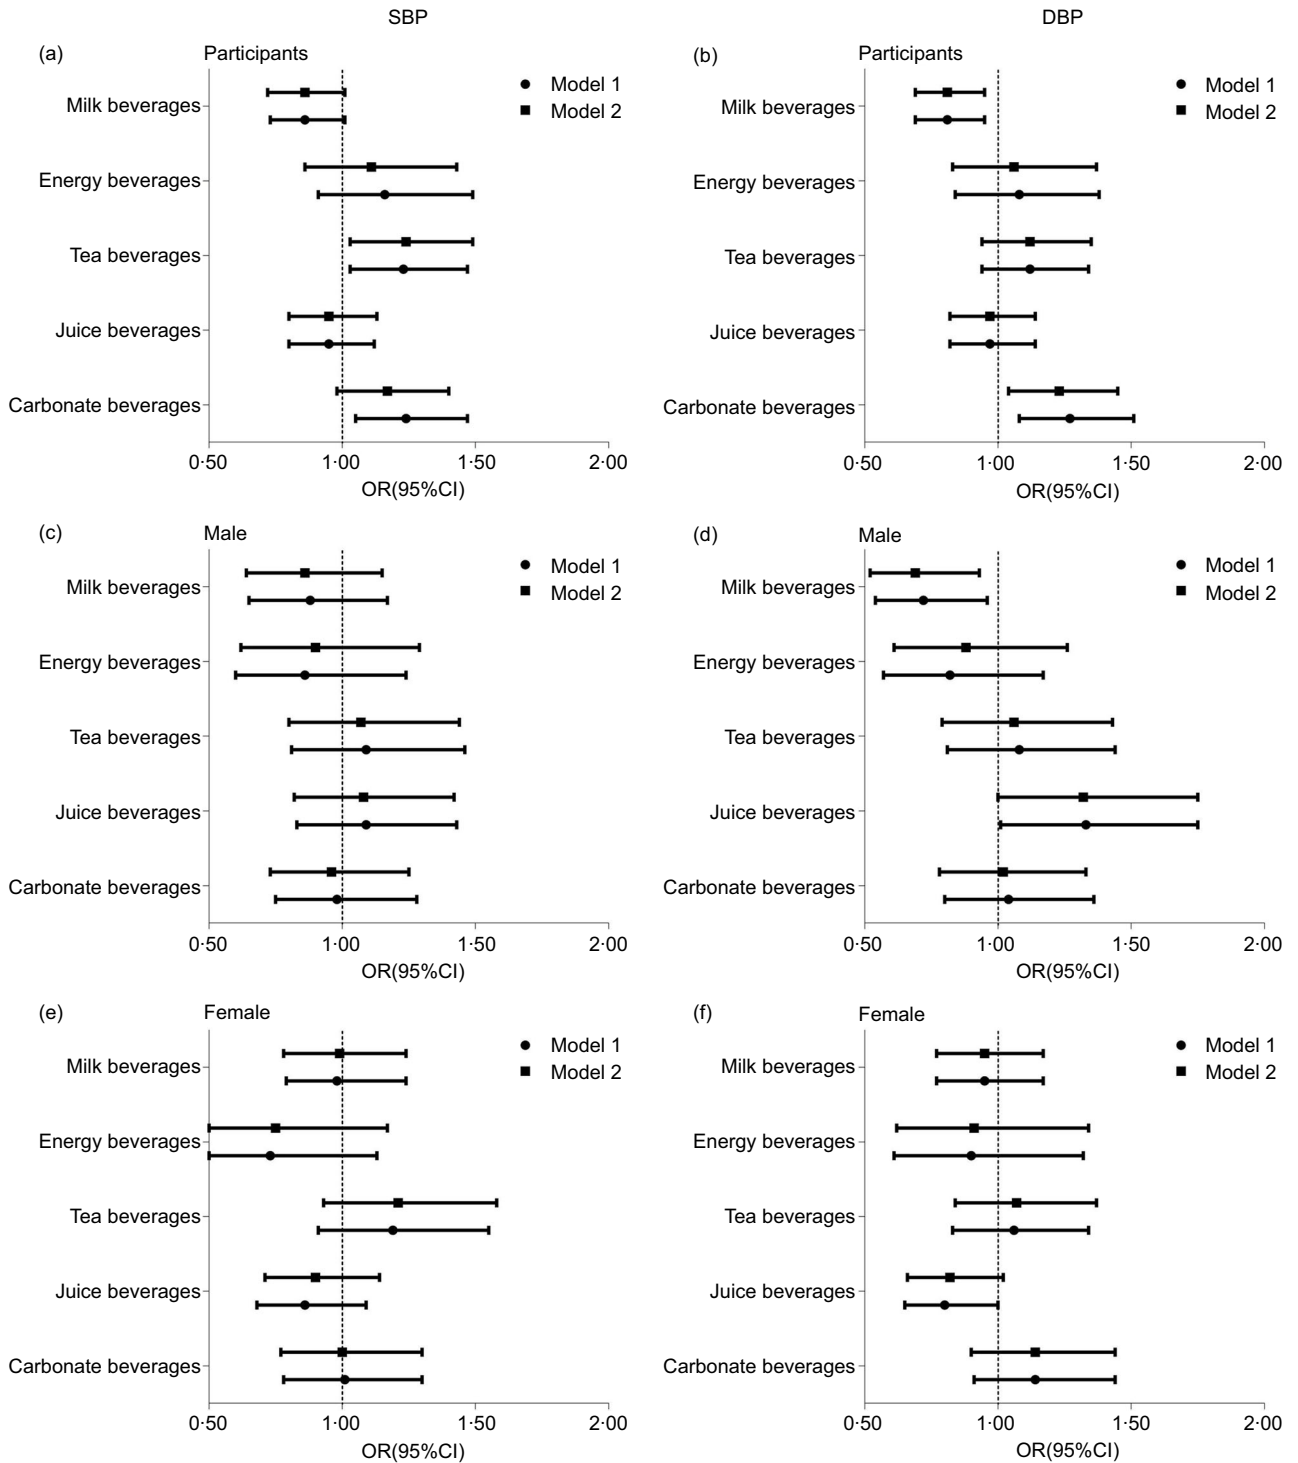 SBP
DBP
(a)
Participants
Model 1
Model 2
Milk beverages
Energy beverages
Tea beverages
Juice beverages
Carbonate beverages
0·50
1·00
1·50
2·00
OR(95%CI)
(b)
Participants
Model 1
Model 2
Milk beverages
Energy beverages
Tea beverages
Juice beverages
Carbonate beverages
0·50
1·00
1·50
2·00
OR(95%CI)
(c)
Male
Model 1
Model 2
Milk beverages
Energy beverages
Tea beverages
Juice beverages
Carbonate beverages
0·50
1·00
1·50
2·00
OR(95%CI)
(d)
Male
Model 1
Model 2
Milk beverages
Energy beverages
Tea beverages
Juice beverages
Carbonate beverages
0·50
1·00
1·50
2·00
OR(95%CI)
(e)
Female
Model 1
Model 2
Milk beverages
Energy beverages
Tea beverages
Juice beverages
Carbonate beverages
0·50
1·00
1·50
2·00
OR(95%CI)
(f)
Female
Model 1
Model 2
Milk beverages
Energy beverages
Tea beverages
Juice beverages
Carbonate beverages
0·50
1·00
1·50
2·00
OR(95%CI)